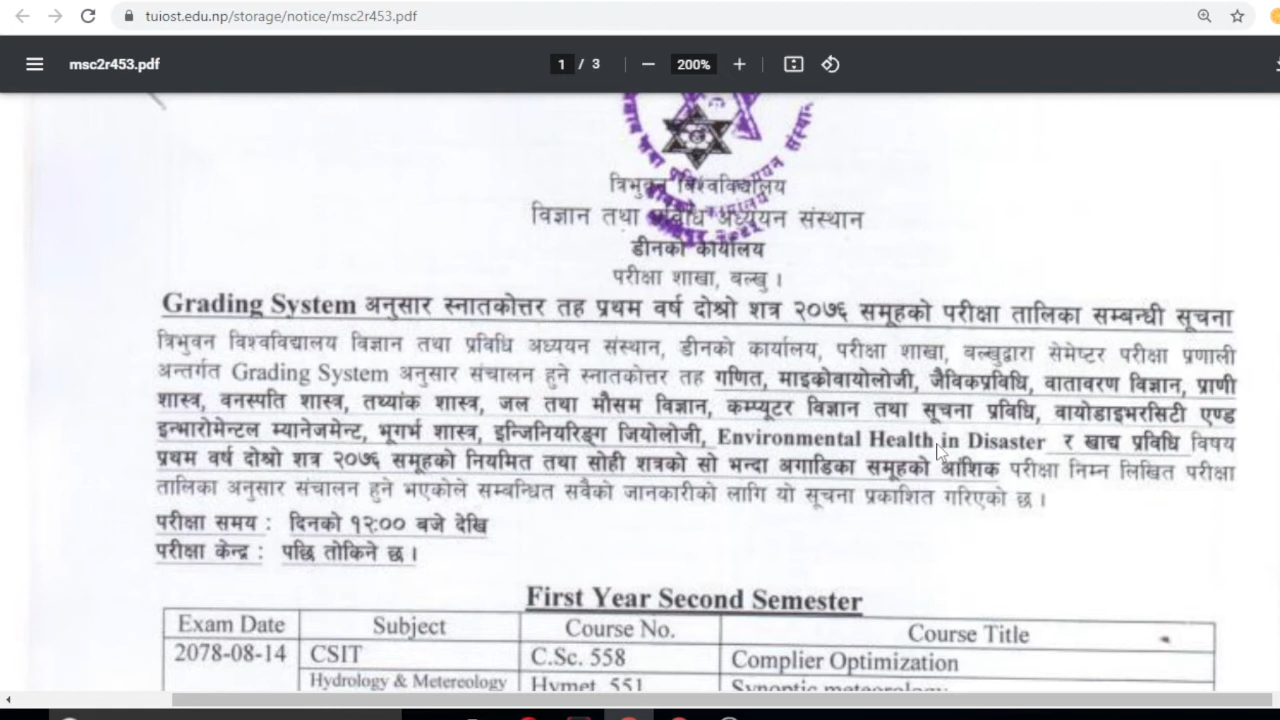 tuiost.edu.np/storage/notice/msc2r453.pdf
msc2r453.pdf
1 / 3
200%
त्रिभुवन विश्वविद्यालय
विज्ञान तथा प्रविधि अध्ययन संस्थान
डीनको कार्यालय
परीक्षा शाखा, बल्खु ।
Grading System अनुसार स्नातकोत्तर तह प्रथम वर्ष दोश्रो शत्र २०७६ समूहको परीक्षा तालिका सम्बन्धी सूचना
त्रिभुवन विश्वविद्यालय विज्ञान तथा प्रविधि अध्ययन संस्थान, डीनको कार्यालय, परीक्षा शाखा, बल्खुद्वारा सेमेष्टर परीक्षा प्रणाली
अन्तर्गत Grading System अनुसार संचालन हुने स्नातकोत्तर तह गणित, माइकोवायोलोजी, जैविकप्रविधि, वातावरण विज्ञान, प्राणी
शास्त्र, वनस्पति शास्त्र, तथ्यांक शास्त्र, जल तथा मौसम विज्ञान, कम्प्यूटर विज्ञान तथा सूचना प्रविधि, वायोडाइभरसिटी एण्ड
इन्भारोमेन्टल म्यानेजमेन्ट, भूगर्भ शास्त्र, इन्जिनियरिङ्ग जियोलोजी, Environmental Health in Disaster र खाद्य प्रविधि विषय
प्रथम वर्ष दोश्रो शत्र २०७६ समूहको नियमित तथा सोही शत्रको सो भन्दा अगाडिका समूहको आंशिक परीक्षा निम्न लिखित परीक्षा
तालिका अनुसार संचालन हुने भएकोले सम्बन्धित सवैको जानकारीको लागि यो सूचना प्रकाशित गरिएको छ ।
परीक्षा समय : दिनको १२:०० बजे देखि
परीक्षा केन्द्र : पछि तोकिने छ ।
First Year Second Semester
Exam Date Subject Course No. Course Title
2078-08-14 CSIT C.Sc. 558 Complier Optimization
Hydrology & Metereology Hymet. 551 Synoptic meteorology